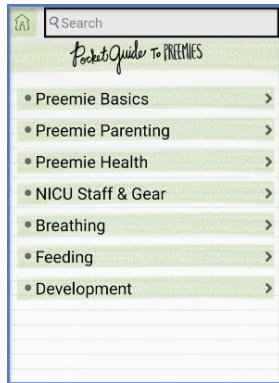 Search
Pocket Guide TO PREEMIES
Preemie Basics
Preemie Parenting
Preemie Health
NICU Staff & Gear
Breathing
Feeding
Development